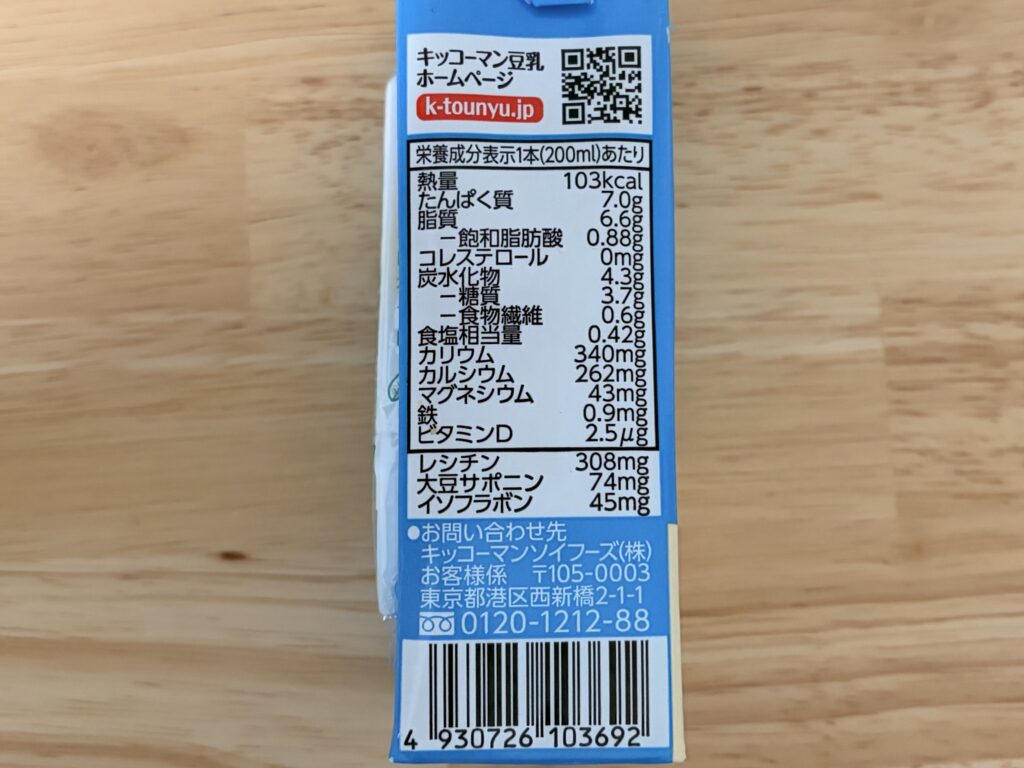 キッコーマン豆乳
ホームページ
k-tounyu.jp
栄養成分表示1本(200ml)あたり
熱量 103kcal
たんぱく質 7.0g
脂質 6.6g
－飽和脂肪酸 0.88g
コレステロール 0mg
炭水化物 4.3g
－糖質 3.7g
－食物繊維 0.6g
食塩相当量 0.42g
カリウム 340mg
カルシウム 262mg
マグネシウム 43mg
鉄 0.9mg
ビタミンD 2.5μg
レシチン 308mg
大豆サポニン 74mg
イソフラボン 45mg
●お問い合わせ先
キッコーマンソイフーズ(株)
お客様係 〒105-0003
東京都港区西新橋2-1-1
0120-1212-88
4 930726 103692